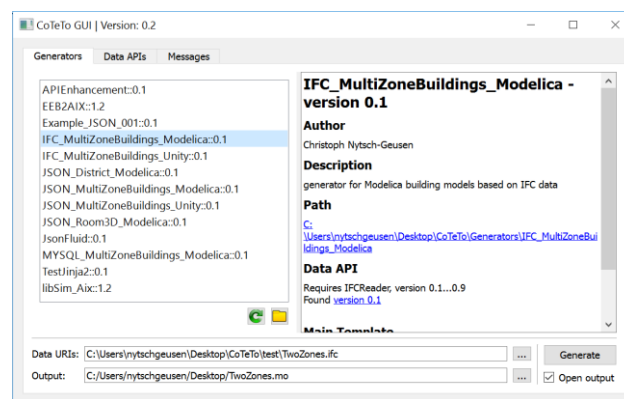 CoTeTo GUI | Version: 0.2
Generators Data APIs Messages
APIEnhancement::0.1
EEB2AIX::1.2
Example_JSON_001::0.1
IFC_MultiZoneBuildings_Modelica::0.1
IFC_MultiZoneBuildings_Unity::0.1
JSON_District_Modelica::0.1
JSON_MultiZoneBuildings_Modelica::0.1
JSON_MultiZoneBuildings_Unity::0.1
JSON_Room3D_Modelica::0.1
JsonFluid::0.1
MYSQL_MultiZoneBuildings_Modelica::0.1
TestJinja2::0.1
libSim_Aix::1.2
IFC_MultiZoneBuildings_Modelica -
version 0.1
Author
Christoph Nytsch-Geusen
Description
generator for Modelica building models based on IFC data
Path
C:
\Users\nytschgeusen\Desktop\CoTeTo\Generators\IFC_MultiZoneBui
ldings_Modelica
Data API
Requires IFCReader, version 0.1...0.9
Found version 0.1
Main Template
Data URIs: C:\Users\nytschgeusen\Desktop\CoTeTo\test\TwoZones.ifc ... Generate
Output: C:/Users/nytschgeusen/Desktop/TwoZones.mo ... Open output